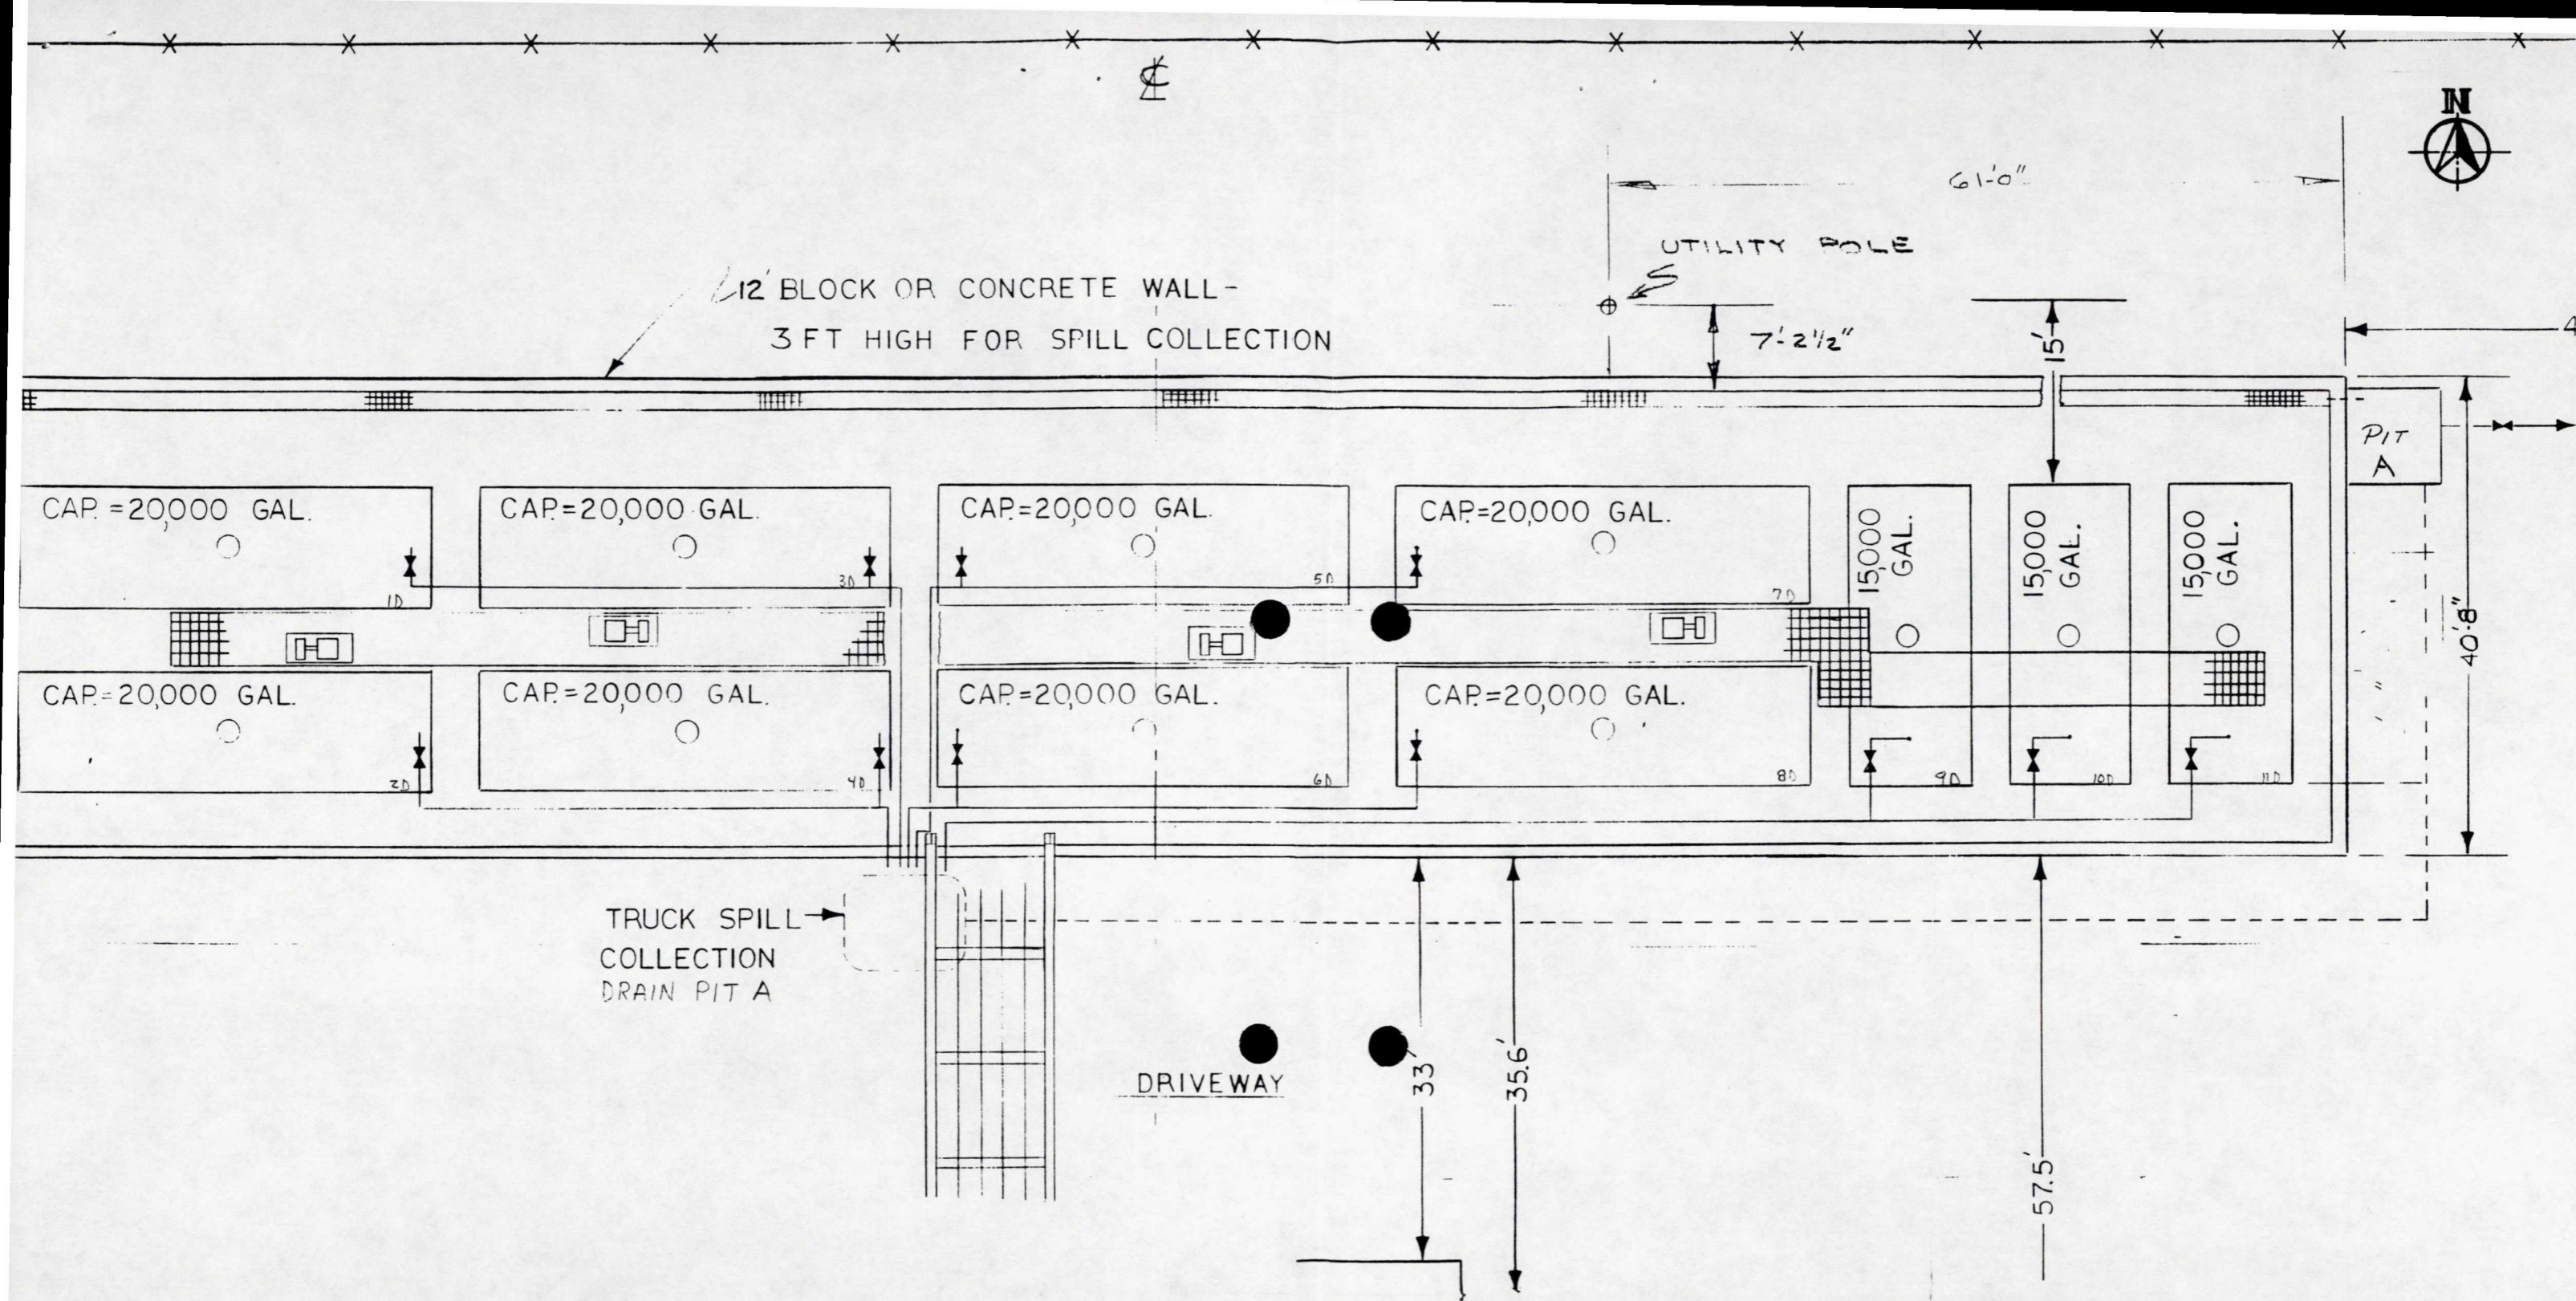 ℄
N
61'-0"
UTILITY POLE
12' BLOCK OR CONCRETE WALL-
3 FT HIGH FOR SPILL COLLECTION
7'-2½"
15'
4
PIT
A
CAP.=20,000 GAL.
1D
CAP.=20,000 GAL.
3D
CAP.=20,000 GAL.
5D
CAP.=20,000 GAL.
7D
15,000
GAL.
15,000
GAL.
15,000
GAL.
40'-8"
CAP.=20,000 GAL.
2D
CAP.=20,000 GAL.
4D
CAP.=20,000 GAL.
6D
CAP.=20,000 GAL.
8D
9D
10D
11D
TRUCK SPILL
COLLECTION
DRAIN PIT A
DRIVEWAY
33'
35.6'
57.5'